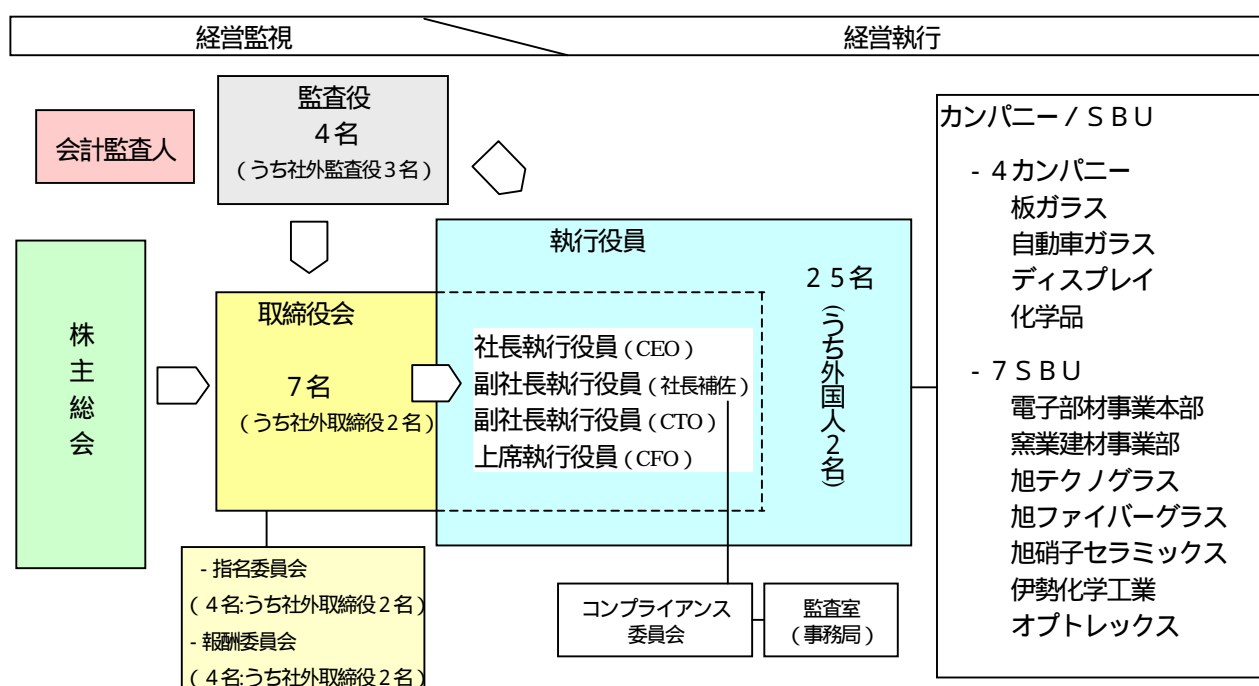 経営監視
経営執行
会計監査人
監査役
4名
(うち社外監査役3名)
株主総会
取締役会
7名
(うち社外取締役2名)
執行役員
25名
(うち外国人2名)
社長執行役員(CEO)
副社長執行役員(社長補佐)
副社長執行役員(CTO)
上席執行役員(CFO)
- 指名委員会
(4名:うち社外取締役2名)
- 報酬委員会
(4名:うち社外取締役2名)
コンプライアンス
委員会
監査室
(事務局)
カンパニー/SBU
- 4カンパニー
板ガラス
自動車ガラス
ディスプレイ
化学品
- 7SBU
電子部材事業本部
窯業建材事業部
旭テクノグラス
旭ファイバーグラス
旭硝子セラミックス
伊勢化学工業
オプトレックス